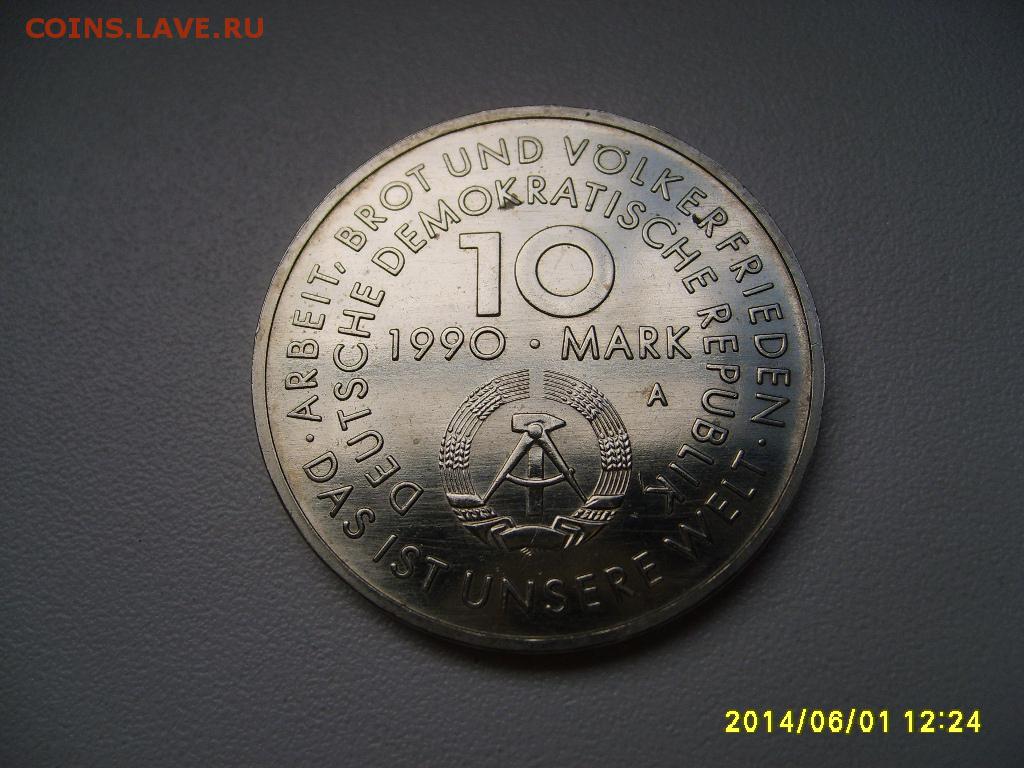 COINS.LAVE.RU
· ARBEIT, BROT UND VÖLKERFRIEDEN ·
DAS IST UNSERE WELT
DEUTSCHE DEMOKRATISCHE REPUBLIK
10
1990 · MARK
A
2014/06/01 12:24